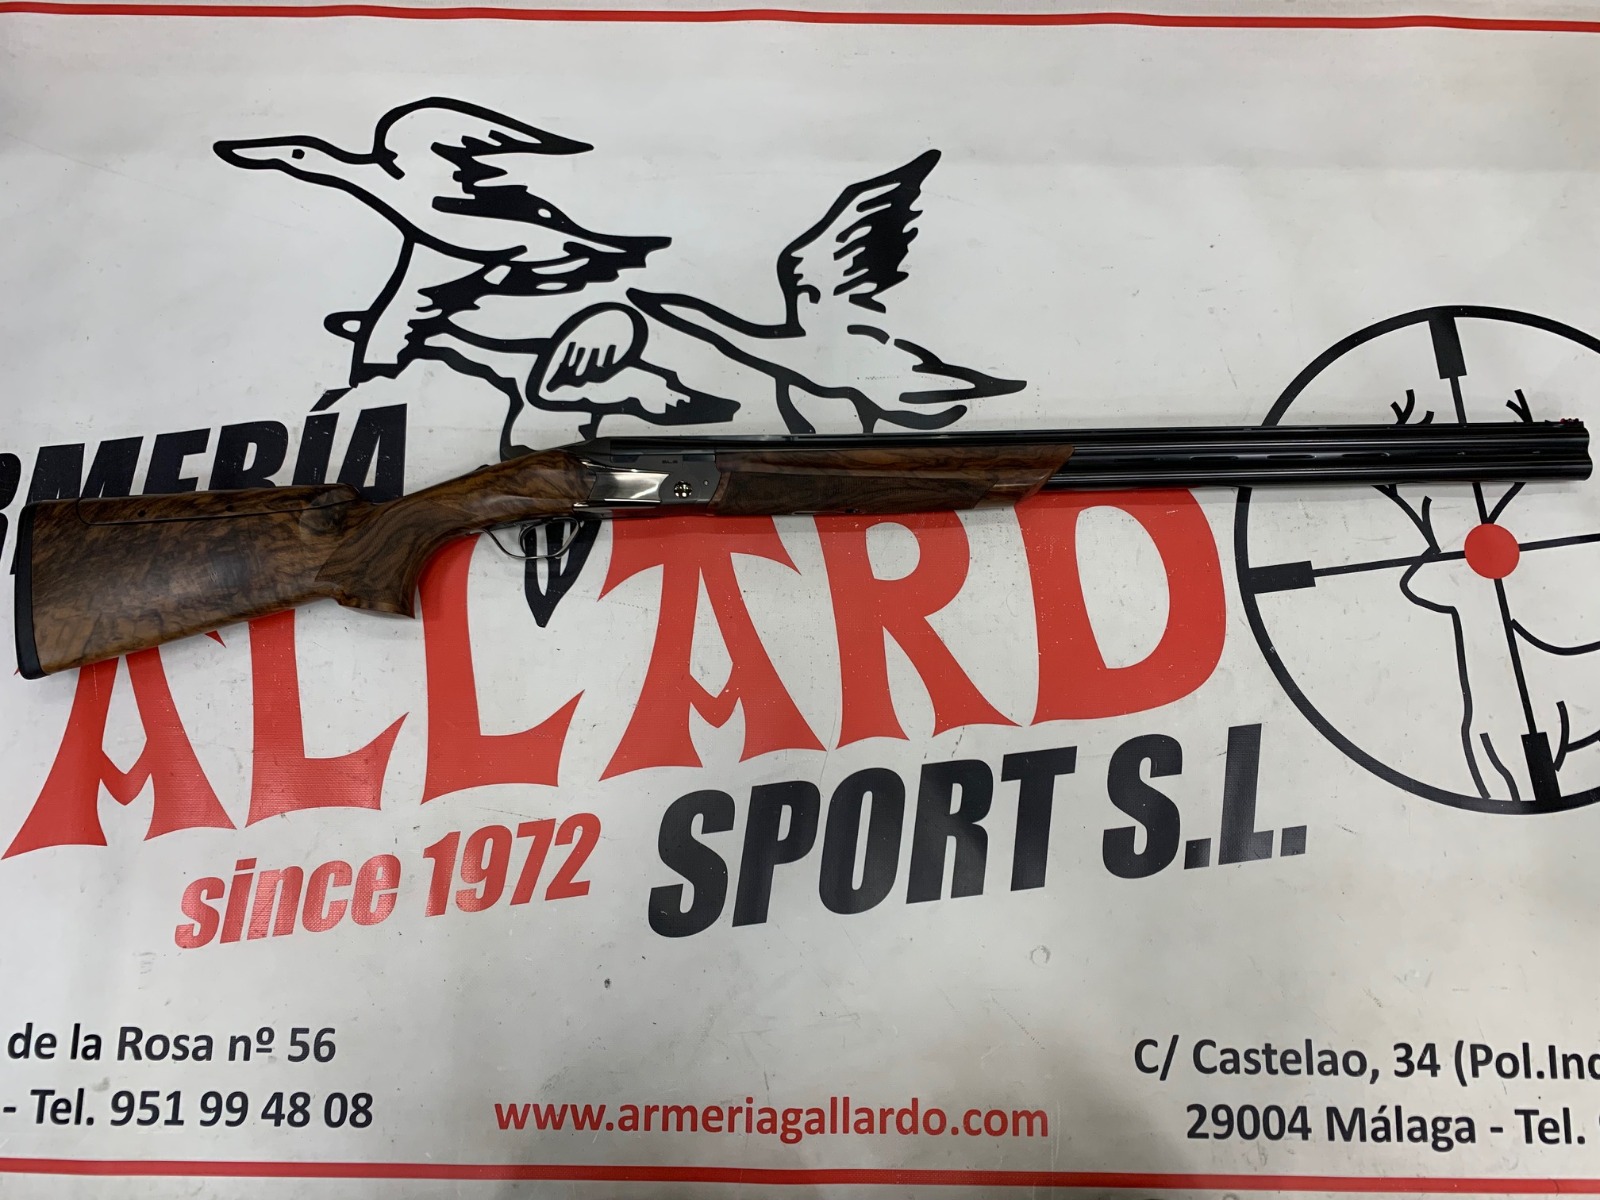 RMERÍA
ALLARD
since 1972 SPORT S.L.
de la Rosa nº 56
- Tel. 951 99 48 08
www.armeriagallardo.com
C/ Castelao, 34 (Pol.Ind
29004 Málaga - Tel. 9